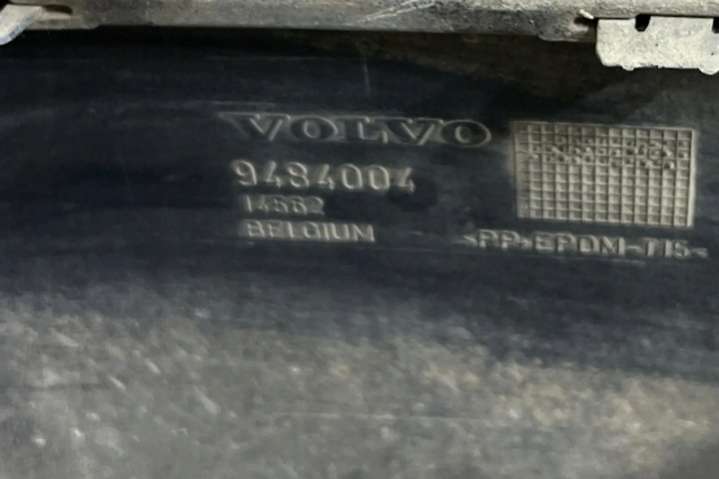 VOLVO
9484004
14562
BELGIUM
>PP+EPDM-T15<